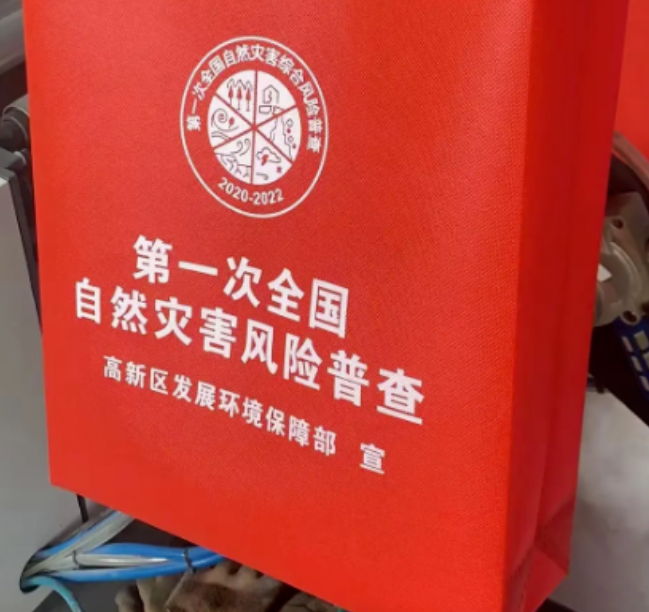 第一次全国自然灾害综合风险普查
2020-2022
第一次全国
自然灾害风险普查
高新区发展环境保障部 宣